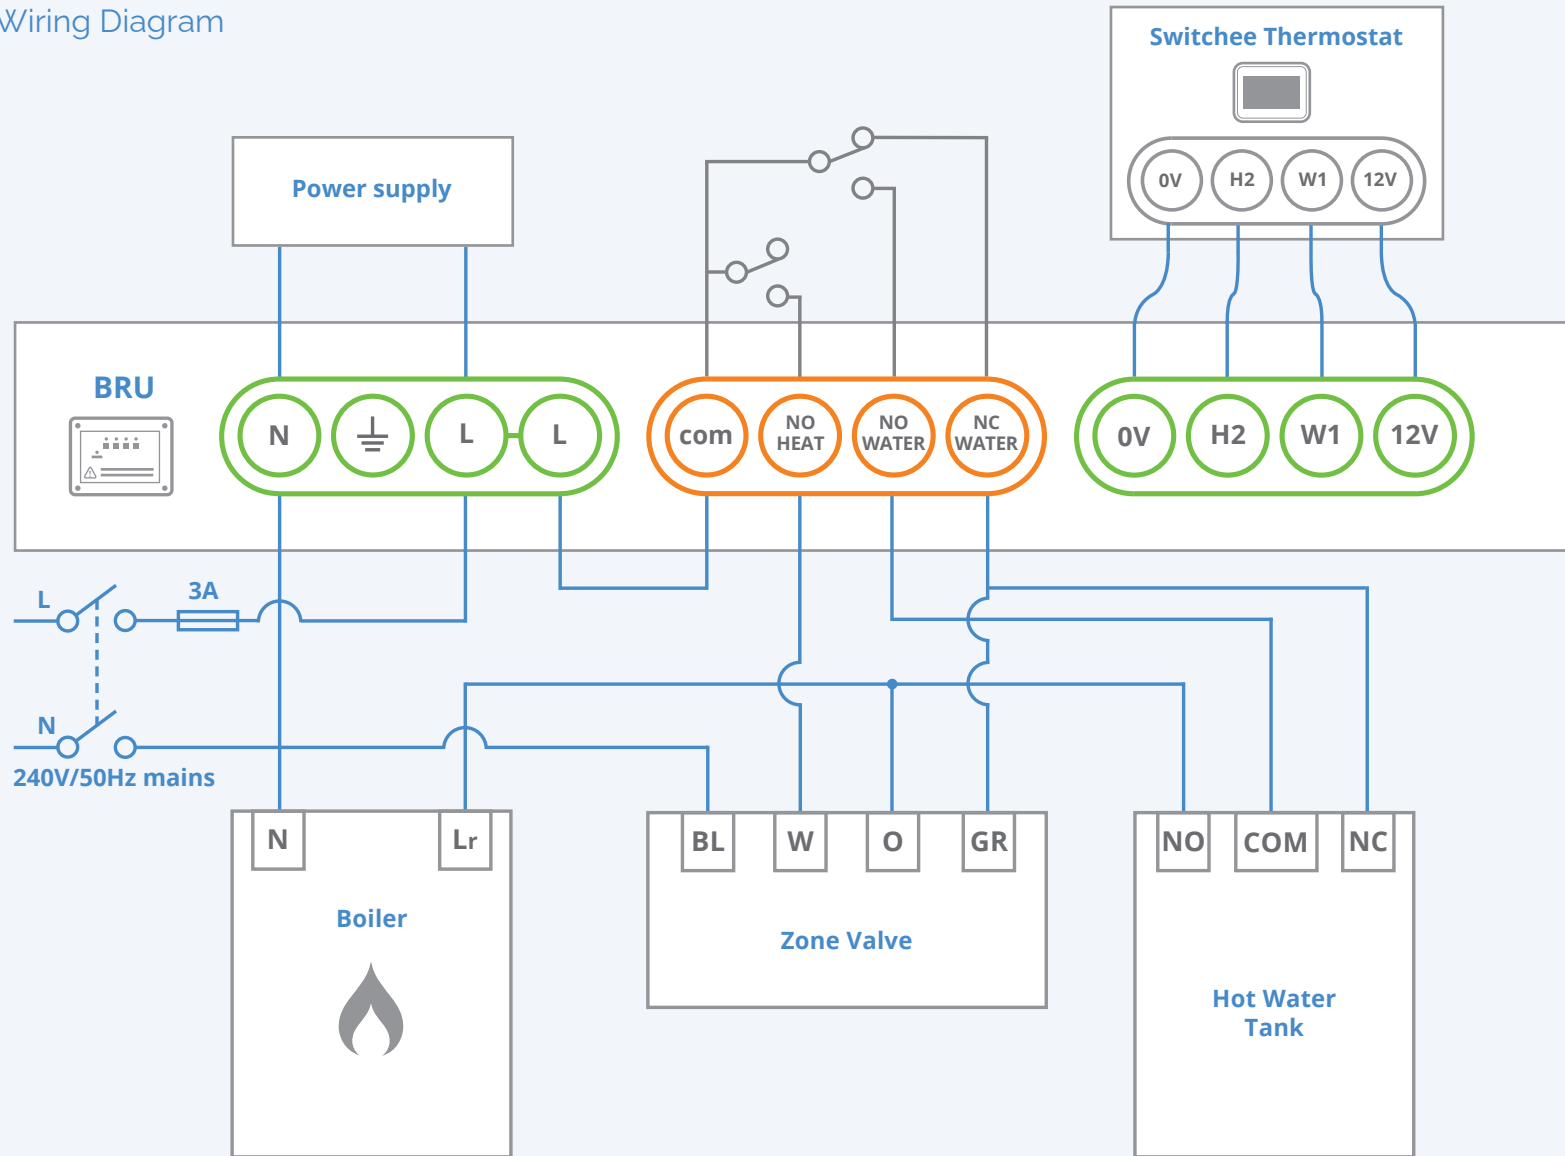 Wiring Diagram
Switchee Thermostat
0V H2 W1 12V
Power supply
BRU
N L L
com
NO HEAT
NO WATER
NC WATER
0V H2 W1 12V
L
3A
N
240V/50Hz mains
N Lr
Boiler
BL W O GR
Zone Valve
NO COM NC
Hot Water
Tank